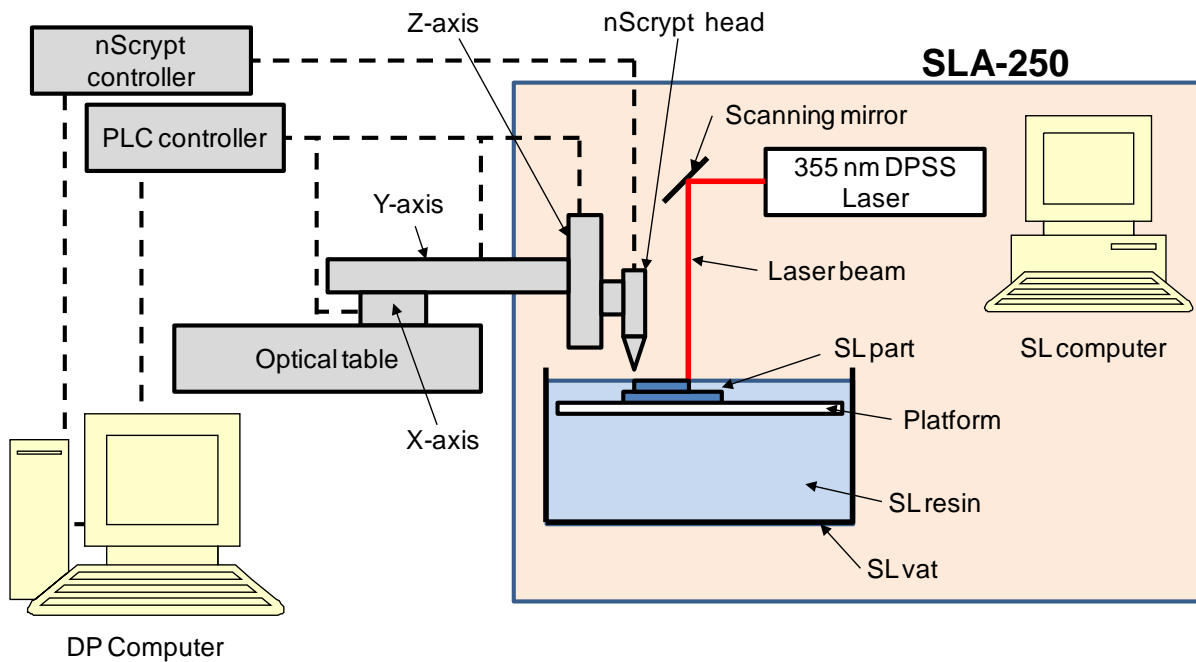 Z-axis
nScrypt head
nScrypt
controller
SLA-250
PLC controller
Scanning mirror
355 nm DPSS
Laser
Y-axis
Laser beam
Optical table
SL part
SL computer
X-axis
Platform
SL resin
SL vat
DP Computer